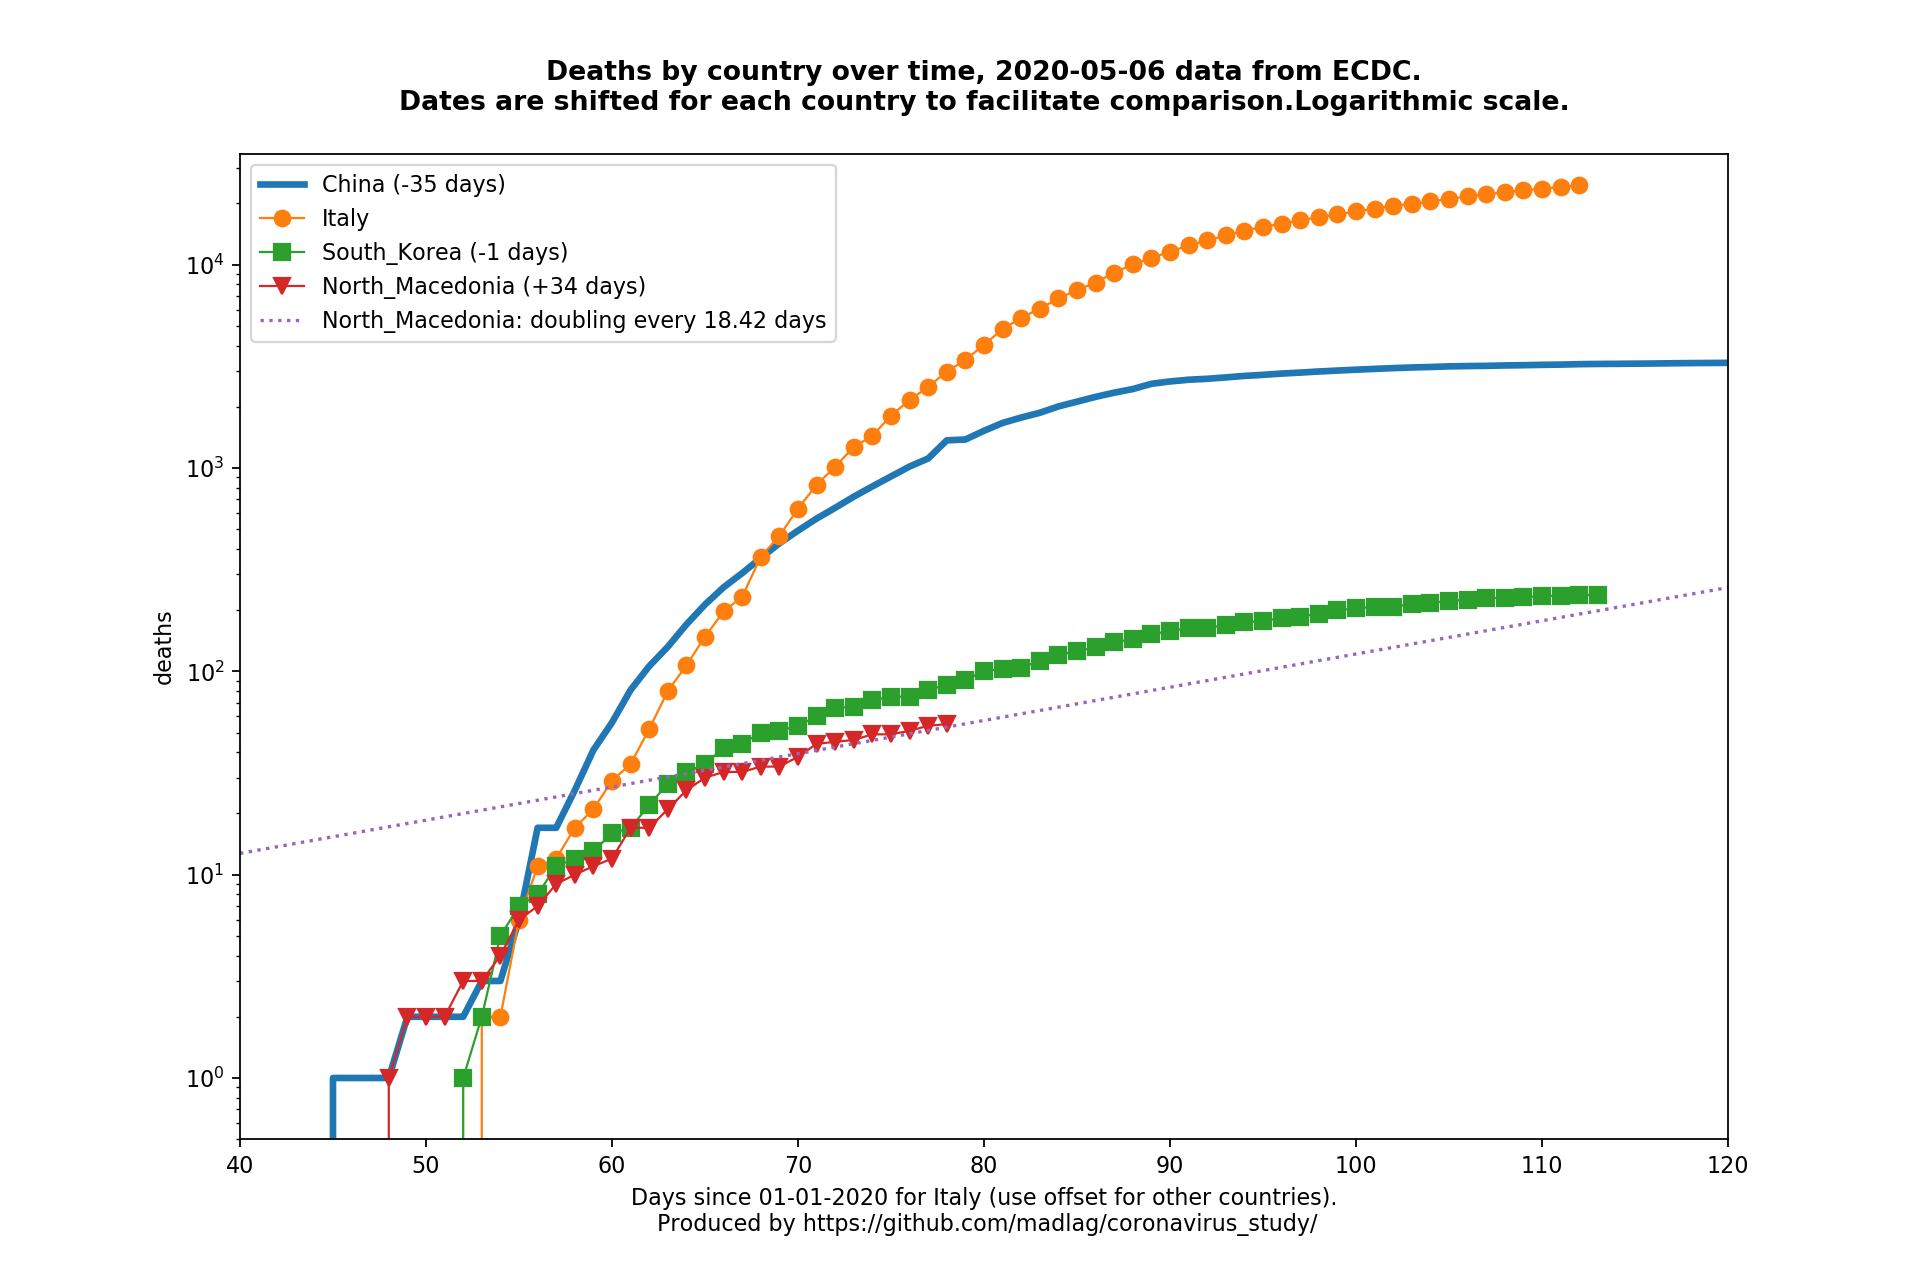 Deaths by country over time, 2020-05-06 data from ECDC.
Dates are shifted for each country to facilitate comparison.Logarithmic scale.
China (-35 days)
Italy
South_Korea (-1 days)
North_Macedonia (+34 days)
North_Macedonia: doubling every 18.42 days
deaths
10⁴
10³
10²
10¹
10⁰
40 50 60 70 80 90 100 110 120
Days since 01-01-2020 for Italy (use offset for other countries).
Produced by https://github.com/madlag/coronavirus_study/